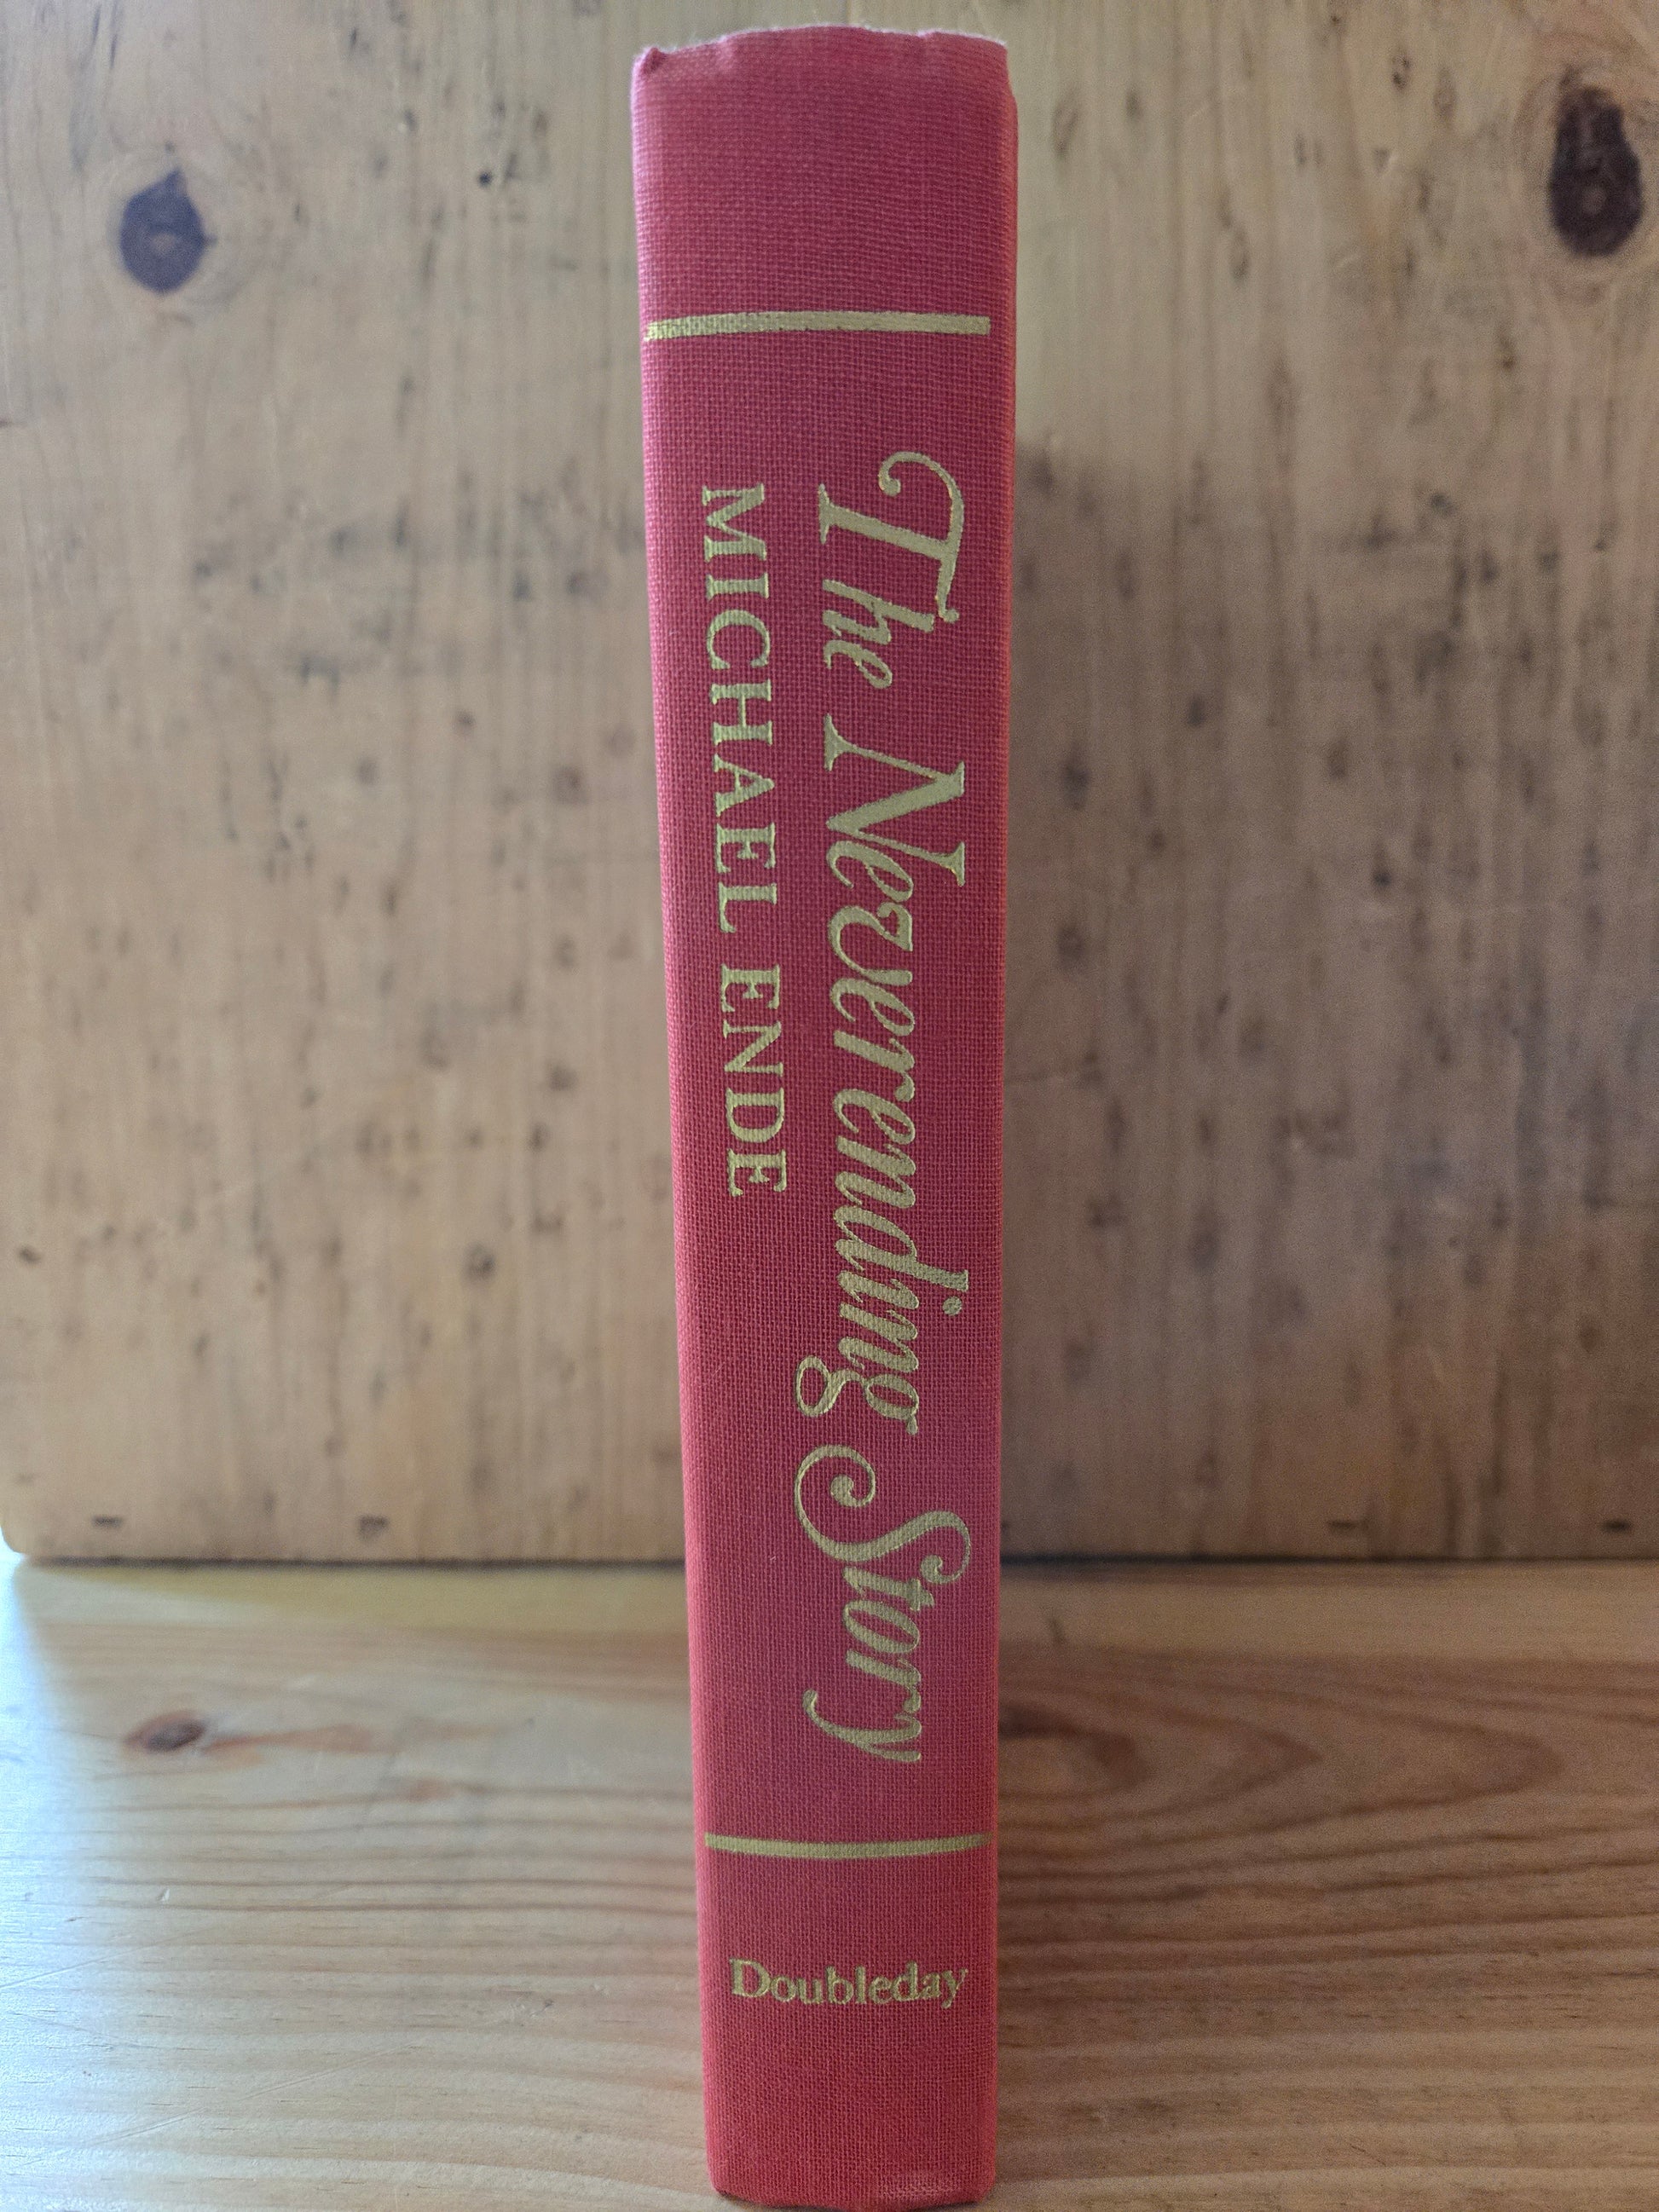 The Neverending Story
MICHAEL ENDE
Doubleday